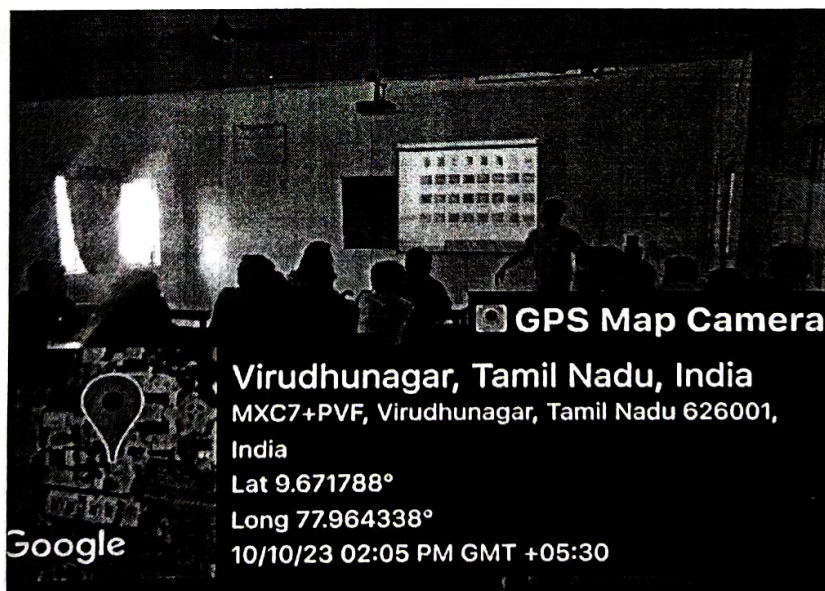 GPS Map Camera
Virudhunagar, Tamil Nadu, India
MXC7+PVF, Virudhunagar, Tamil Nadu 626001,
India
Lat 9.671788°
Long 77.964338°
10/10/23 02:05 PM GMT +05:30
Google